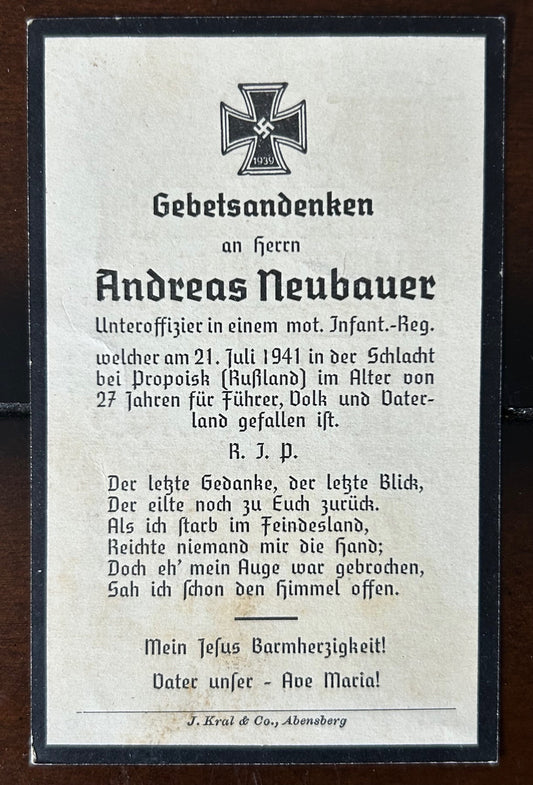 1939
Gebetsandenken
an Herrn
Andreas Neubauer
Unteroffizier in einem mot. Infant.-Reg.
welcher am 21. Juli 1941 in der Schlacht
bei Propoisk (Rußland) im Alter von
27 Jahren für Führer, Volk und Vater-
land gefallen ist.
R. I. P.
Der letzte Gedanke, der letzte Blick,
Der eilte noch zu Euch zurück.
Als ich starb im Feindesland,
Reichte niemand mir die Hand;
Doch eh' mein Auge war gebrochen,
Sah ich schon den Himmel offen.
Mein Jesus Barmherzigkeit!
Vater unser - Ave Maria!
J. Kral & Co., Abensberg